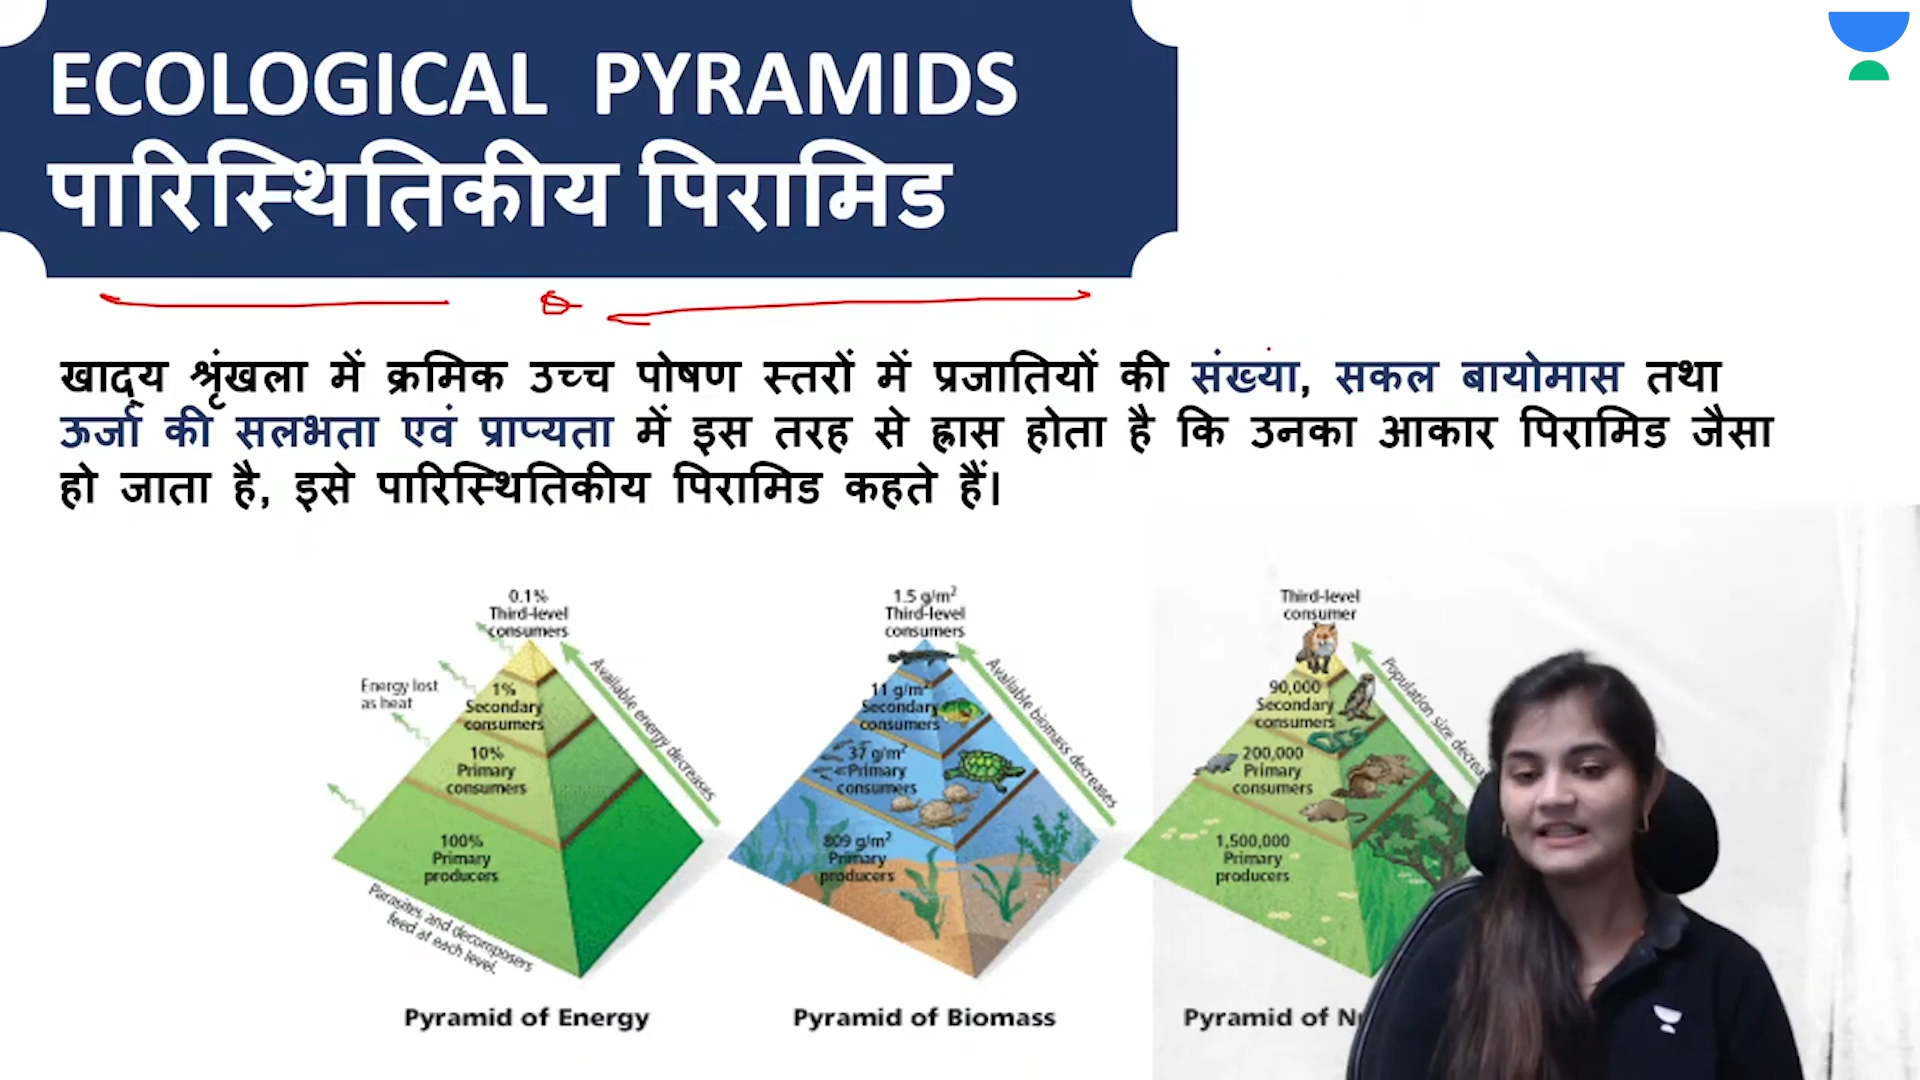 ECOLOGICAL PYRAMIDS
पारिस्थितिकीय पिरामिड
खाद्य श्रृंखला में क्रमिक उच्च पोषण स्तरों में प्रजातियों की संख्या, सकल बायोमास तथा
ऊर्जा की सलभता एवं प्राप्यता में इस तरह से ह्रास होता है कि उनका आकार पिरामिड जैसा
हो जाता है, इसे पारिस्थितिकीय पिरामिड कहते हैं।
0.1%
Third-level
consumers
Energy lost
as heat
1%
Secondary
consumers
10%
Primary
consumers
100%
Primary
producers
Available energy decreases
Parasites and decomposers
feed at each level.
Pyramid of Energy
1.5 g/m²
Third-level
consumers
11 g/m²
Secondary
consumers
37 g/m²
Primary
consumers
809 g/m²
Primary
producers
Available biomass decreases
Pyramid of Biomass
Third-level
consumer
90,000
Secondary
consumers
200,000
Primary
consumers
1,500,000
Primary
producers
Population size
Pyramid of